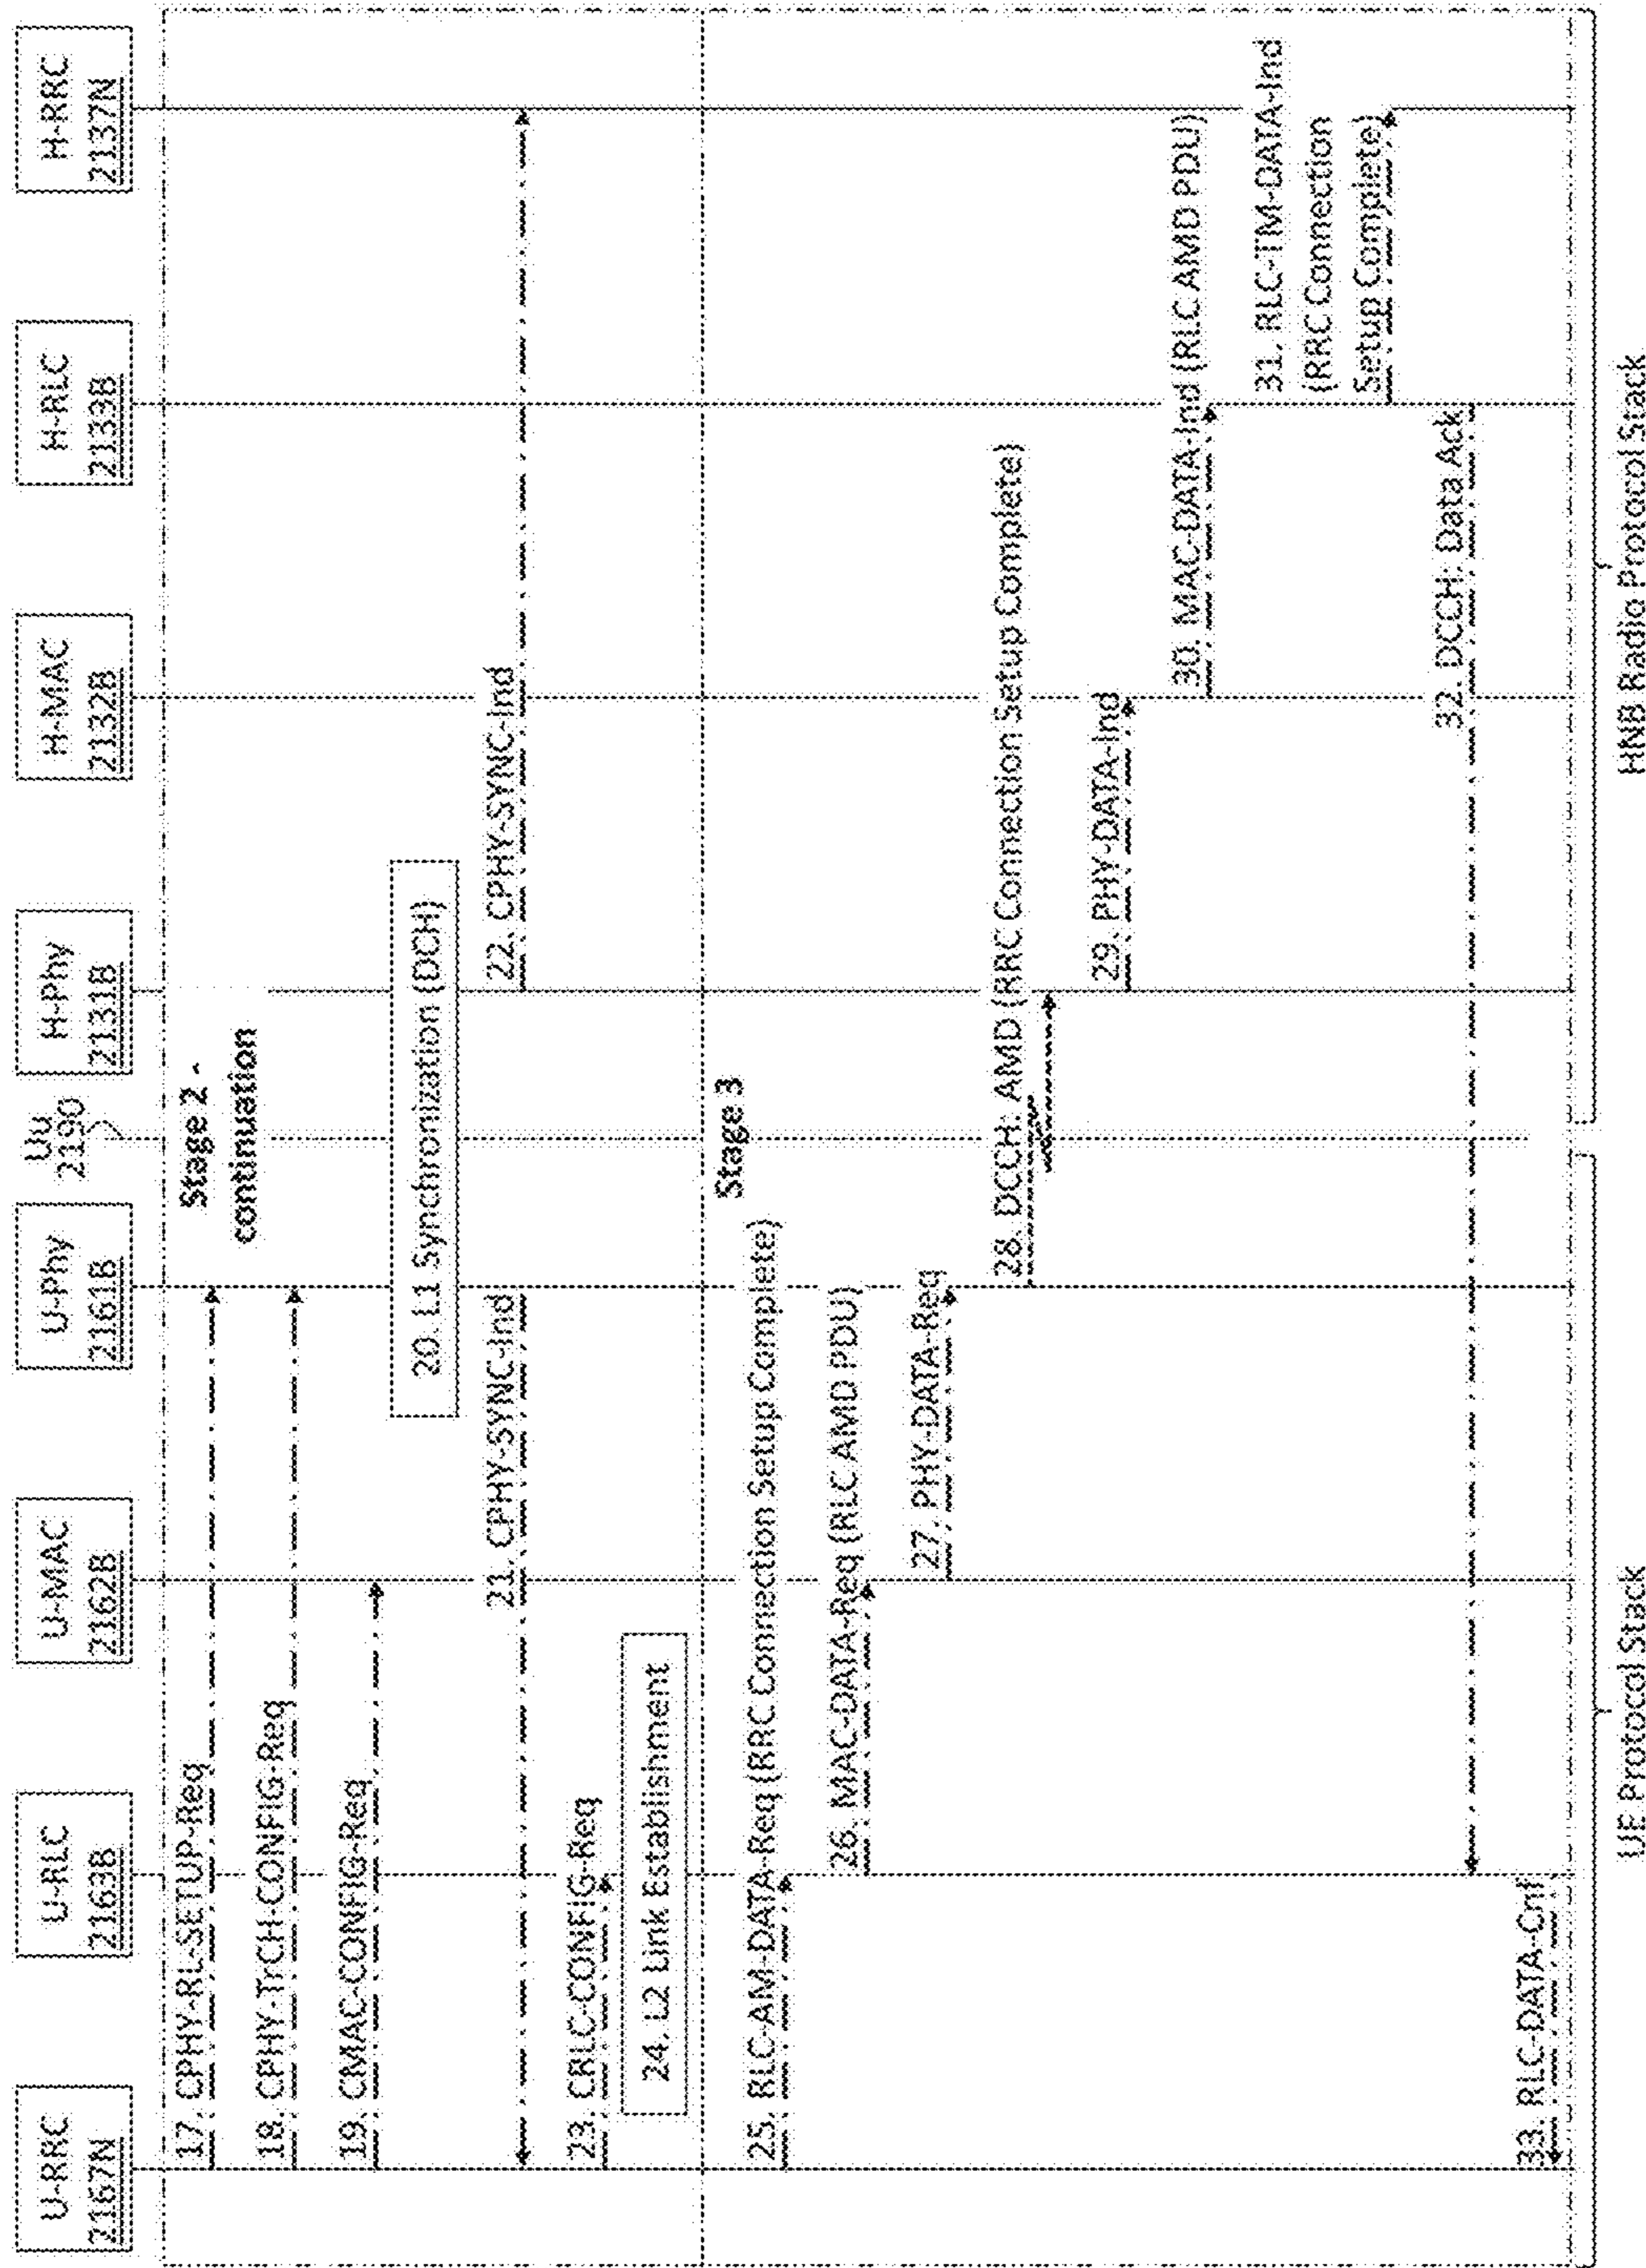 U-RRC
2167N
U-RLC
2163B
U-MAC
2162B
U-Phy
2161B
Uu
2190
H-Phy
2131B
H-MAC
2132B
H-RLC
2133B
H-RRC
2137N
Stage 2 -
continuation
17. CPHY-RL-SETUP-Req
18. CPHY-TrCH-CONFIG-Req
19. CMAC-CONFIG-Req
20. L1 Synchronization (DCH)
21. CPHY-SYNC-Ind
22. CPHY-SYNC-Ind
23. CRLC-CONFIG-Req
24. L2 Link Establishment
Stage 3
25. RLC-AM-DATA-Req (RRC Connection Setup Complete)
26. MAC-DATA-Req (RLC AMD PDU)
27. PHY-DATA-Req
28. DCCH: AMD (RRC Connection Setup Complete)
29. PHY-DATA-Ind
30. MAC-DATA-Ind (RLC AMD PDU)
31. RLC-TM-DATA-Ind
(RRC Connection
Setup Complete)
32. DCCH: Data Ack
33. RLC-DATA-Cnf
UE Protocol Stack
HNB Radio Protocol Stack